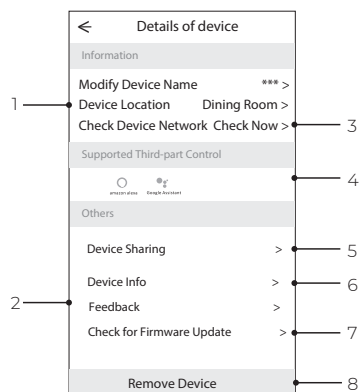 ← Details of device
Information
Modify Device Name *** >
1 Device Location Dining Room >
Check Device Network Check Now > 3
Supported Third-part Control
4
amazon alexa Google Assistant
Others
Device Sharing > 5
Device Info > 6
2 Feedback >
Check for Firmware Update > 7
Remove Device 8